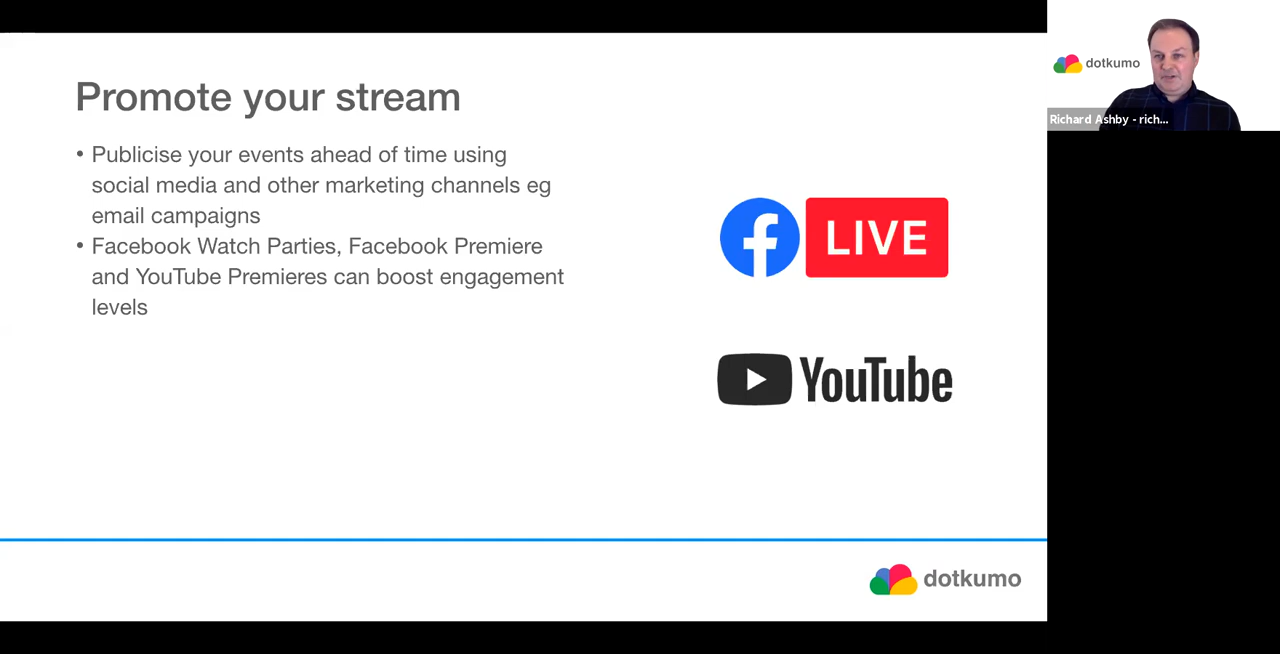 Promote your stream
• Publicise your events ahead of time using
social media and other marketing channels eg
email campaigns
• Facebook Watch Parties, Facebook Premiere
and YouTube Premieres can boost engagement
levels
LIVE
YouTube
dotkumo
dotkumo
Richard Ashby - rich...